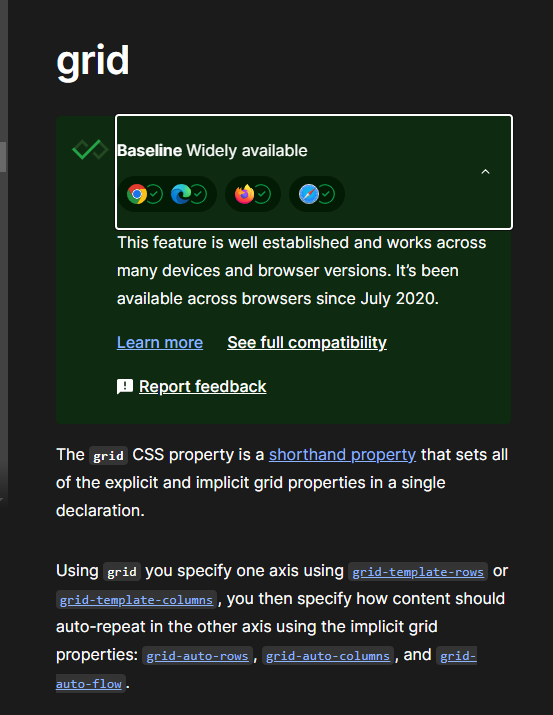 grid
Baseline Widely available
This feature is well established and works across
many devices and browser versions. It’s been
available across browsers since July 2020.
Learn more See full compatibility
Report feedback
The grid CSS property is a shorthand property that sets all
of the explicit and implicit grid properties in a single
declaration.
Using grid you specify one axis using grid-template-rows or
grid-template-columns, you then specify how content should
auto-repeat in the other axis using the implicit grid
properties: grid-auto-rows, grid-auto-columns, and grid-
auto-flow.